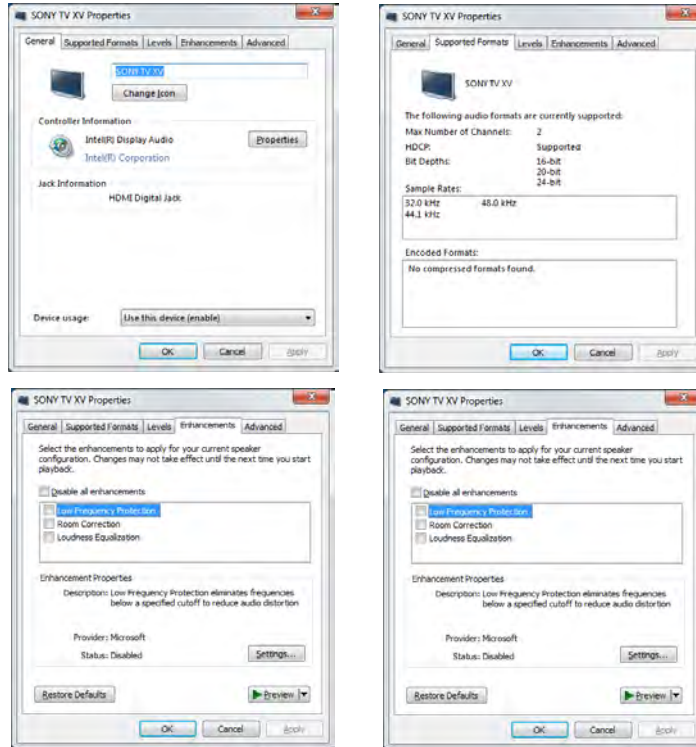 SONY TV XV Properties
General Supported Formats Levels Enhancements Advanced
SONY TV XV
Change Icon
Controller Information
Intel(R) Display Audio
Properties
Intel(R) Corporation
Jack Information
HDMI Digital Jack
Device usage:
Use this device (enable)
OK Cancel Apply
SONY TV XV Properties
General Supported Formats Levels Enhancements Advanced
SONY TV XV
The following audio formats are currently supported:
Max Number of Channels: 2
HDCP: Supported
Bit Depths: 16-bit
20-bit
24-bit
Sample Rates:
32.0 kHz 48.0 kHz
44.1 kHz
Encoded Formats:
No compressed formats found.
OK Cancel Apply
SONY TV XV Properties
General Supported Formats Levels Enhancements Advanced
Select the enhancements to apply for your current speaker
configuration. Changes may not take effect until the next time you start
playback.
Disable all enhancements
Low Frequency Protection
Room Correction
Loudness Equalization
Enhancement Properties
Description: Low Frequency Protection eliminates frequencies
below a specified cutoff to reduce audio distortion
Provider: Microsoft
Status: Disabled
Settings...
Restore Defaults
Preview
OK Cancel Apply
SONY TV XV Properties
General Supported Formats Levels Enhancements Advanced
Select the enhancements to apply for your current speaker
configuration. Changes may not take effect until the next time you start
playback.
Disable all enhancements
Low Frequency Protection
Room Correction
Loudness Equalization
Enhancement Properties
Description: Low Frequency Protection eliminates frequencies
below a specified cutoff to reduce audio distortion
Provider: Microsoft
Status: Disabled
Settings...
Restore Defaults
Preview
OK Cancel Apply